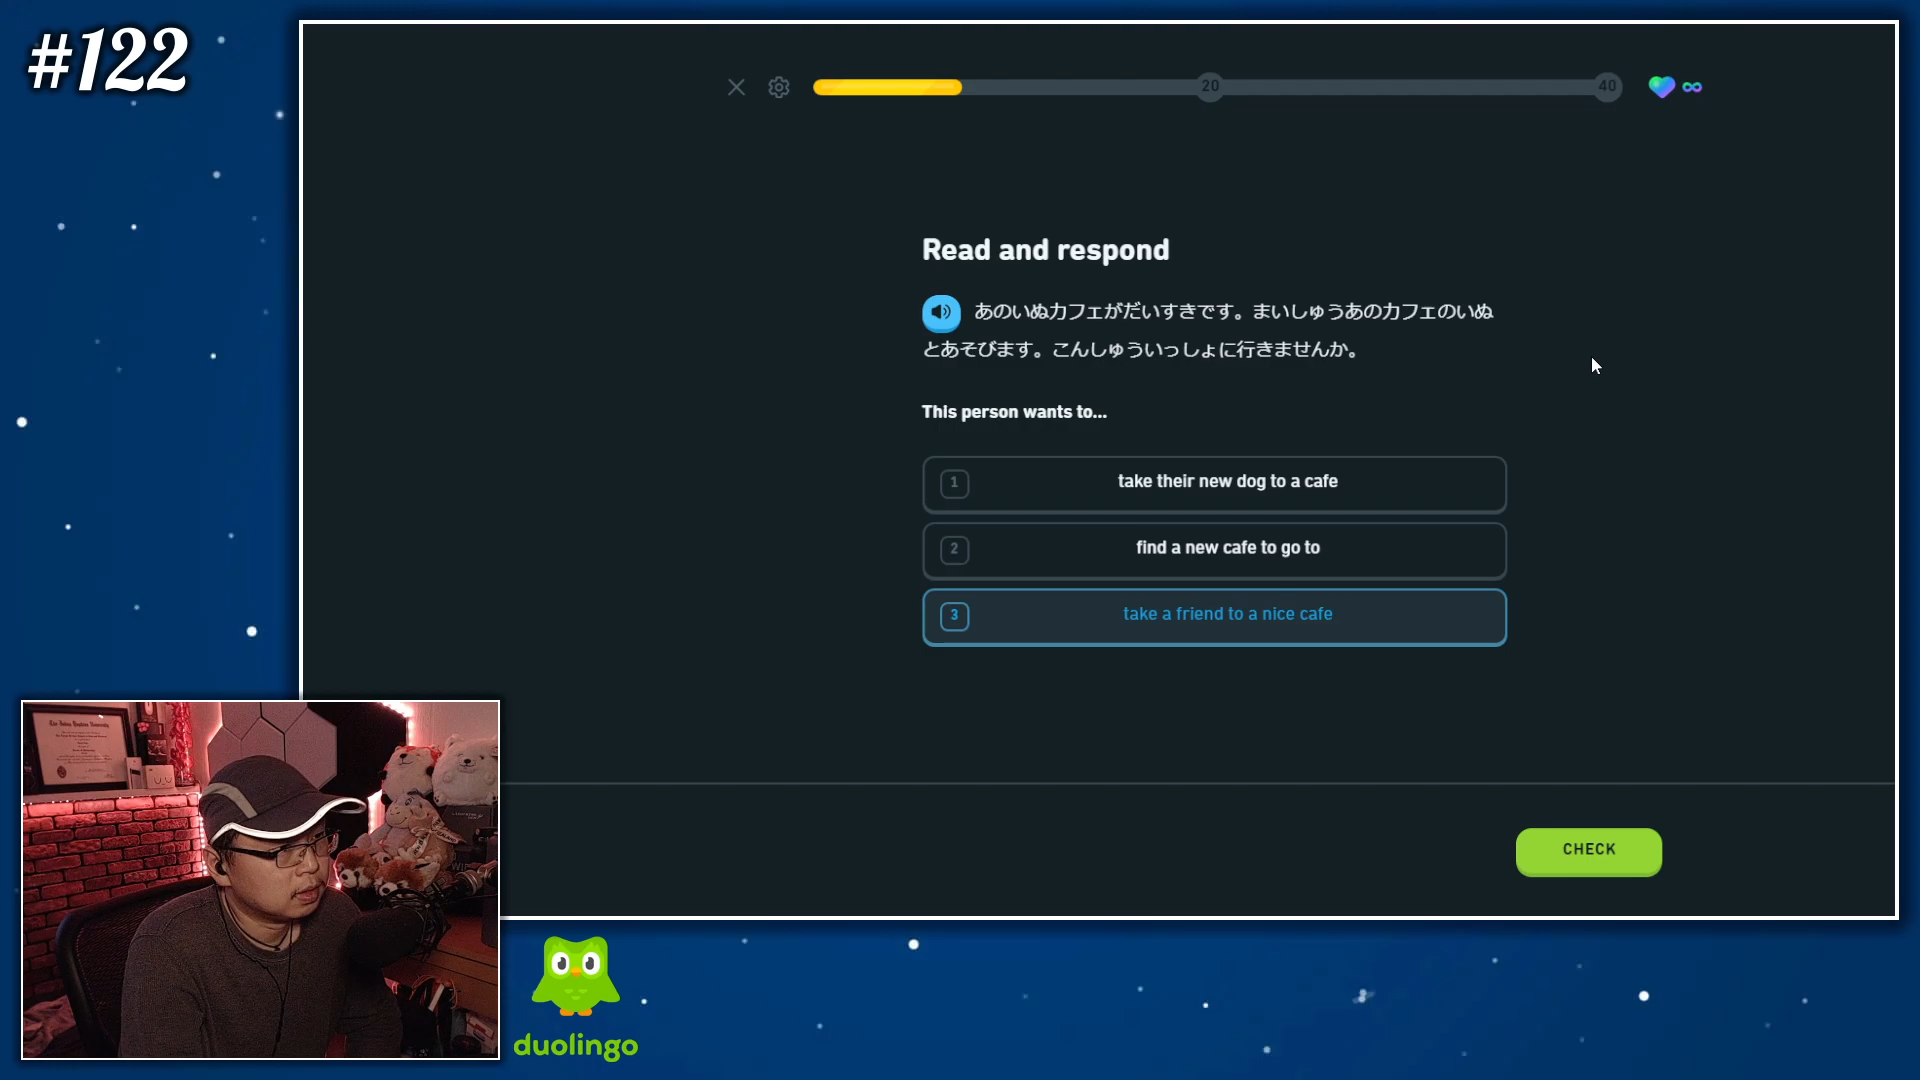 #122
20
40
Read and respond
あのいぬカフェがだいすきです。まいしゅうあのカフェのいぬ
とあそびます。こんしゅういっしょに行きませんか。
This person wants to...
1 take their new dog to a cafe
2 find a new cafe to go to
3 take a friend to a nice cafe
CHECK
duolingo